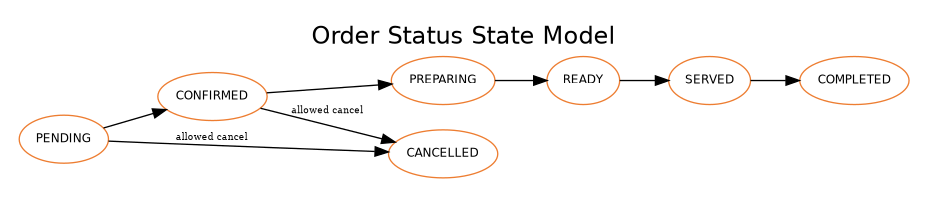 Order Status State Model
PENDING
CONFIRMED
PREPARING
READY
SERVED
COMPLETED
allowed cancel
allowed cancel
CANCELLED